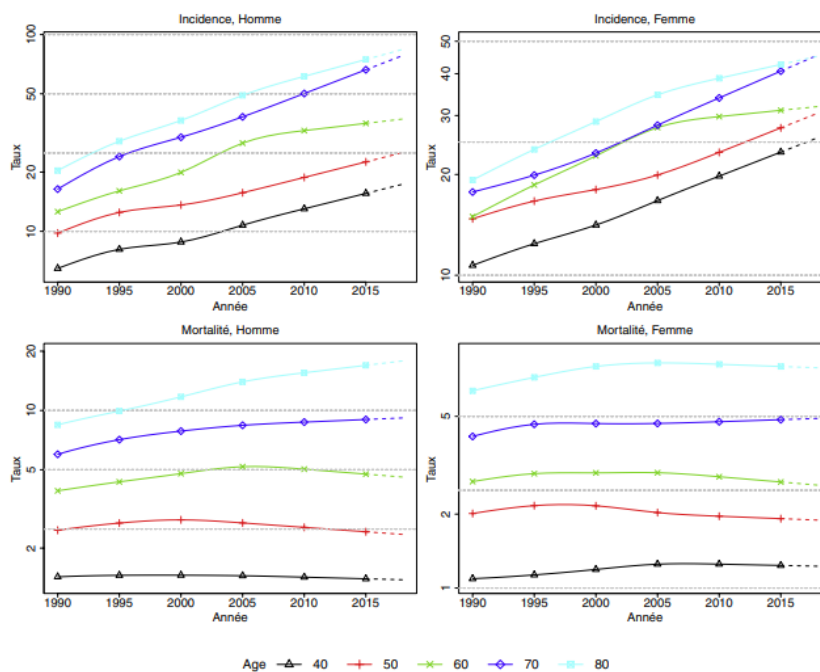 Incidence, Homme
Taux
100
50
20
10
1990 1995 2000 2005 2010 2015
Année
Incidence, Femme
Taux
50
40
30
20
10
1990 1995 2000 2005 2010 2015
Année
Mortalité, Homme
Taux
20
10
5
2
1990 1995 2000 2005 2010 2015
Année
Mortalité, Femme
Taux
5
2
1
1990 1995 2000 2005 2010 2015
Année
Age 40 50 60 70 80